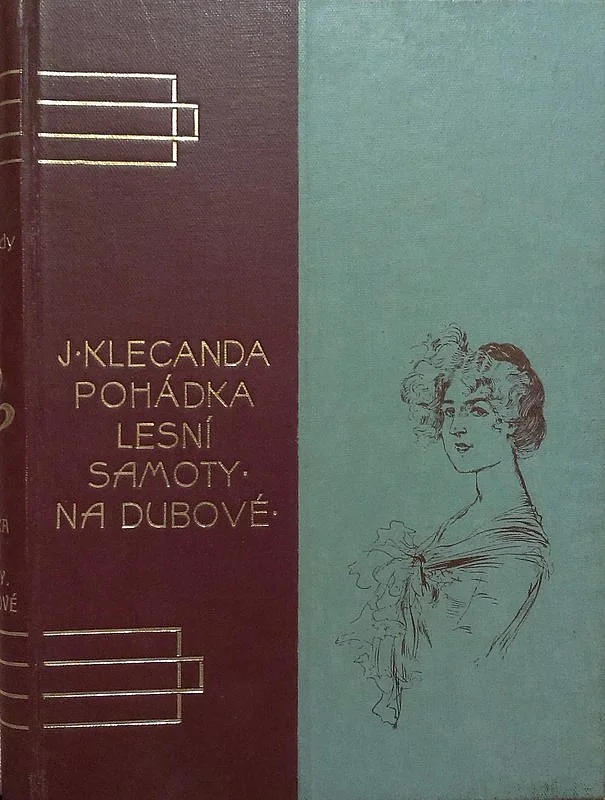 J·KLECANDA
POHÁDKA
LESNÍ
SAMOTY·
NA DUBOVÉ·